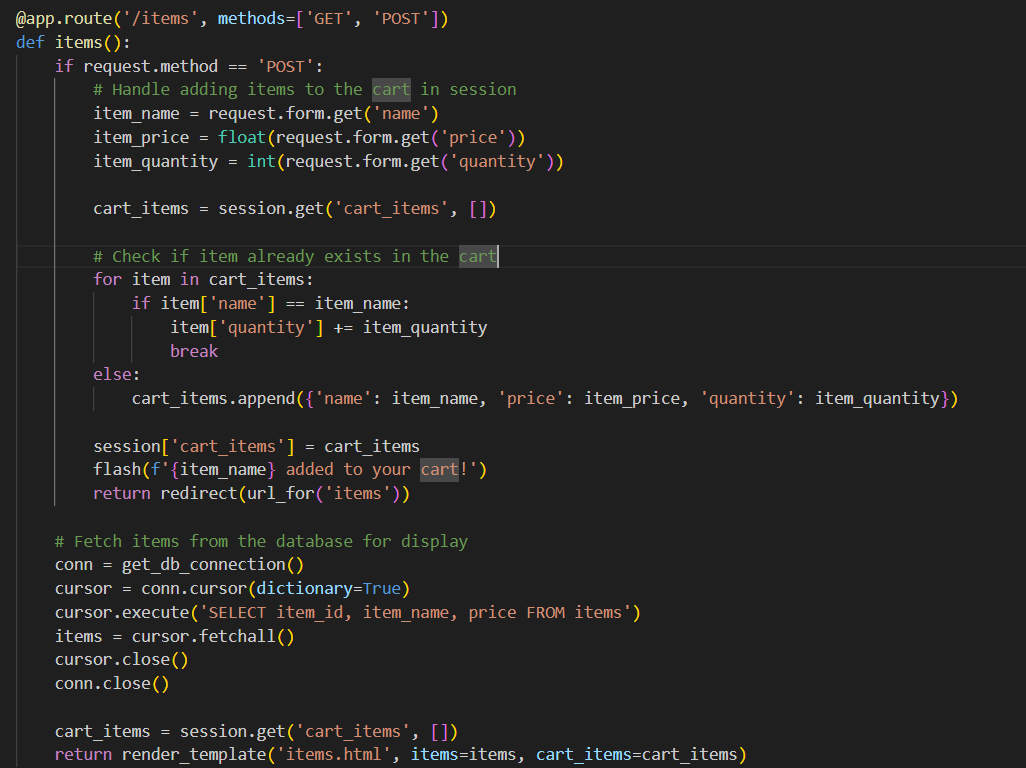 @app.route('/items', methods=['GET', 'POST'])
def items():
    if request.method == 'POST':
        # Handle adding items to the cart in session
        item_name = request.form.get('name')
        item_price = float(request.form.get('price'))
        item_quantity = int(request.form.get('quantity'))

        cart_items = session.get('cart_items', [])

        # Check if item already exists in the cart
        for item in cart_items:
            if item['name'] == item_name:
                item['quantity'] += item_quantity
                break
        else:
            cart_items.append({'name': item_name, 'price': item_price, 'quantity': item_quantity})

        session['cart_items'] = cart_items
        flash(f'{item_name} added to your cart!')
        return redirect(url_for('items'))

    # Fetch items from the database for display
    conn = get_db_connection()
    cursor = conn.cursor(dictionary=True)
    cursor.execute('SELECT item_id, item_name, price FROM items')
    items = cursor.fetchall()
    cursor.close()
    conn.close()

    cart_items = session.get('cart_items', [])
    return render_template('items.html', items=items, cart_items=cart_items)